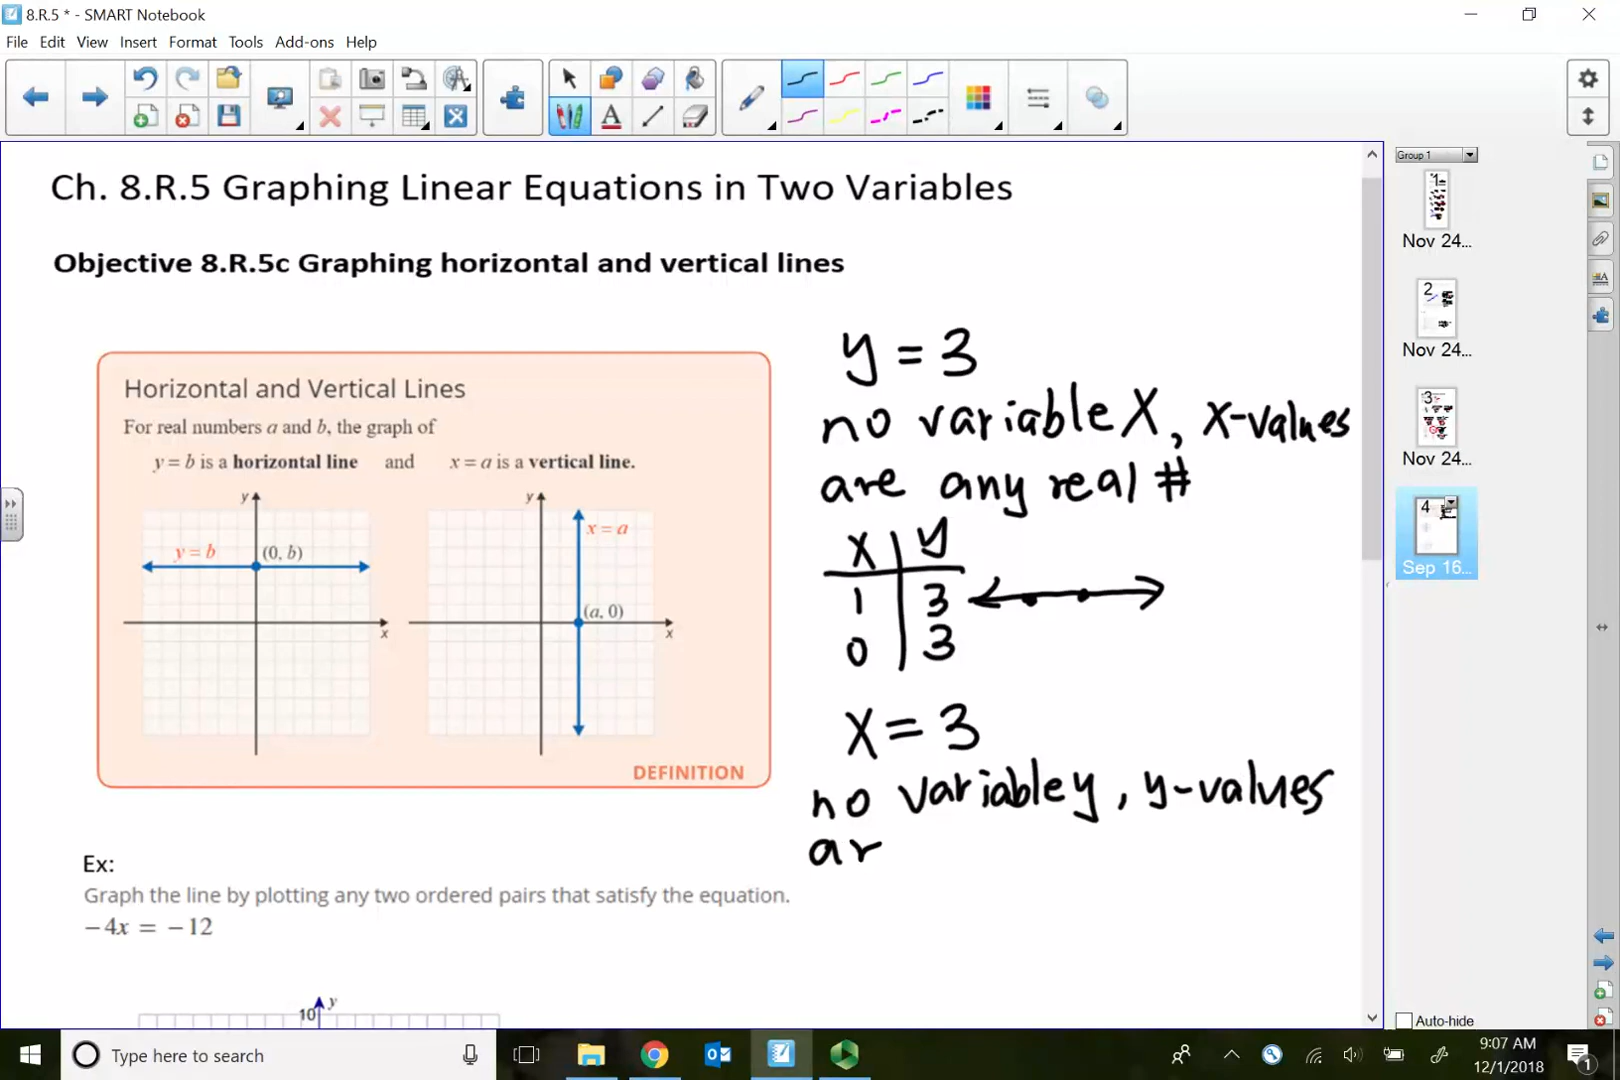 8.R.5 * - SMART Notebook
File Edit View Insert Format Tools Add-ons Help
Ch. 8.R.5 Graphing Linear Equations in Two Variables
Objective 8.R.5c Graphing horizontal and vertical lines
Horizontal and Vertical Lines
For real numbers a and b, the graph of
y = b is a horizontal line and x = a is a vertical line.
y
y = b
(0, b)
x
y
x = a
(a, 0)
x
DEFINITION
y = 3
no variable X, X-values
are any real #
X y
1 3
0 3
X = 3
no variable y, y-values
ar
Ex:
Graph the line by plotting any two ordered pairs that satisfy the equation.
−4x = −12
10 y
Group 1
1
Nov 24...
2
Nov 24...
3
Nov 24...
4
Sep 16...
Auto-hide
Type here to search
9:07 AM
12/1/2018
1